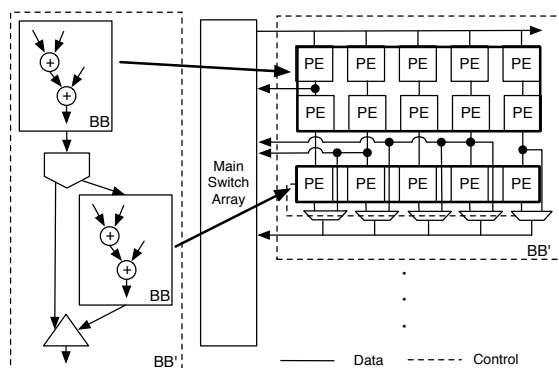 +
+
BB
+
+
BB
BB'
Main
Switch
Array
PE PE PE PE PE
PE PE PE PE PE
PE PE PE PE PE
BB'
Data
Control